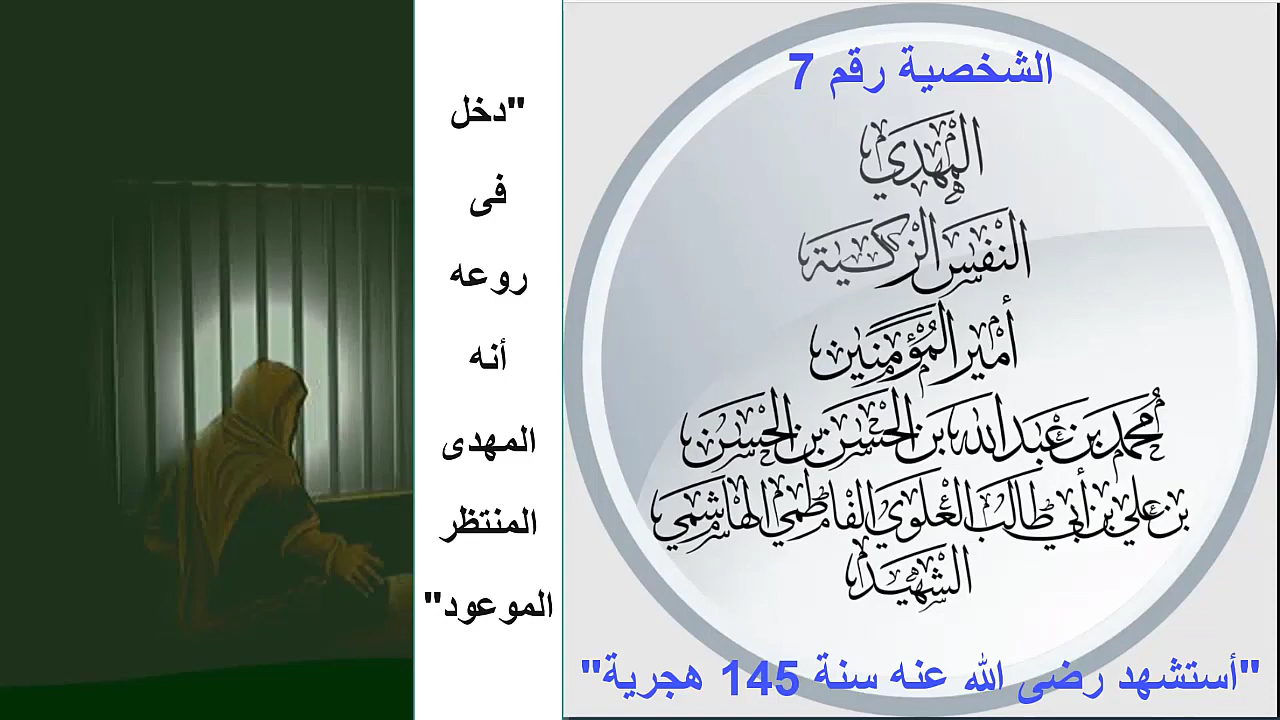 الشخصية رقم 7
المهدي
النفس الزكية
أمير المؤمنين
محمد بن عبد الله بن الحسن بن الحسن
بن علي بن أبي طالب العلوي الفاطمي الهاشمي
الشهيد
"أستشهد رضى الله عنه سنة 145 هجرية"
"دخل
فى
روعه
أنه
المهدى
المنتظر
الموعود"